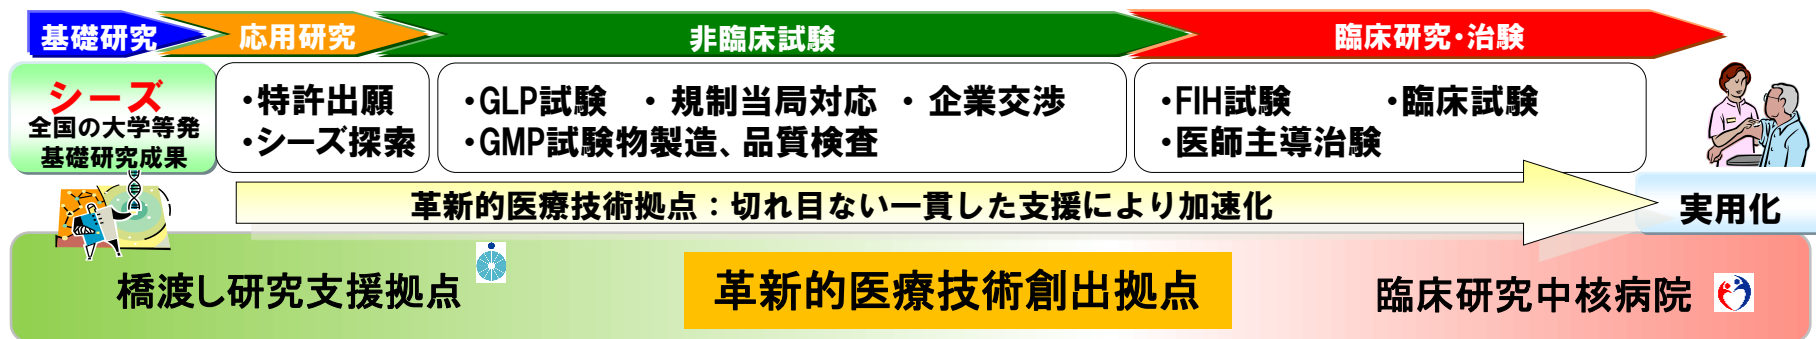 基礎研究
応用研究
非臨床試験
臨床研究・治験
シーズ
全国の大学等発
基礎研究成果
・特許出願
・シーズ探索
・GLP試験 ・規制当局対応 ・企業交渉
・GMP試験物製造、品質検査
・FIH試験 ・臨床試験
・医師主導治験
革新的医療技術拠点：切れ目ない一貫した支援により加速化
実用化
橋渡し研究支援拠点
革新的医療技術創出拠点
臨床研究中核病院